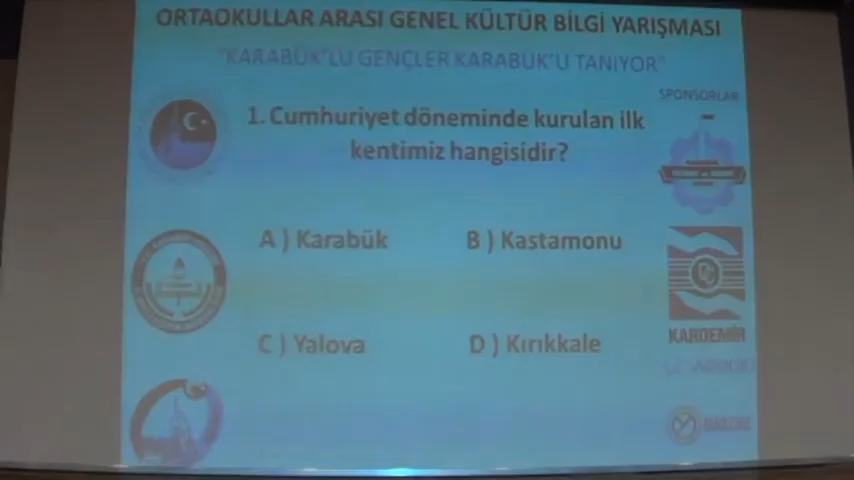 ORTAOKULLAR ARASI GENEL KÜLTÜR BİLGİ YARIŞMASI
"KARABÜK'LÜ GENÇLER KARABÜK'Ü TANIYOR"
SPONSORLAR
1. Cumhuriyet döneminde kurulan ilk
kentimiz hangisidir?
A ) Karabük
B ) Kastamonu
C ) Yalova
D ) Kırıkkale
KARDEMİR